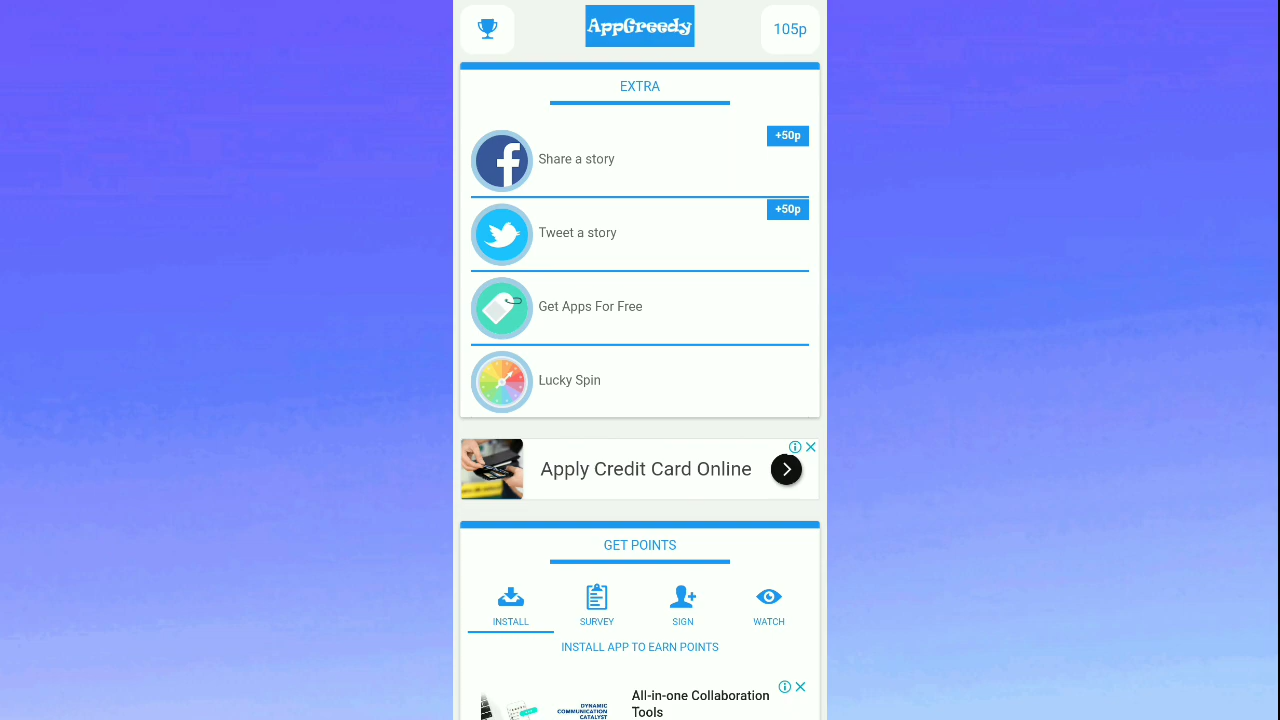 AppGreedy
105p
EXTRA
+50p
Share a story
+50p
Tweet a story
Get Apps For Free
Lucky Spin
Apply Credit Card Online
GET POINTS
INSTALL
SURVEY
SIGN
WATCH
INSTALL APP TO EARN POINTS
DYNAMIC
COMMUNICATION
CATALYST
All-in-one Collaboration
Tools